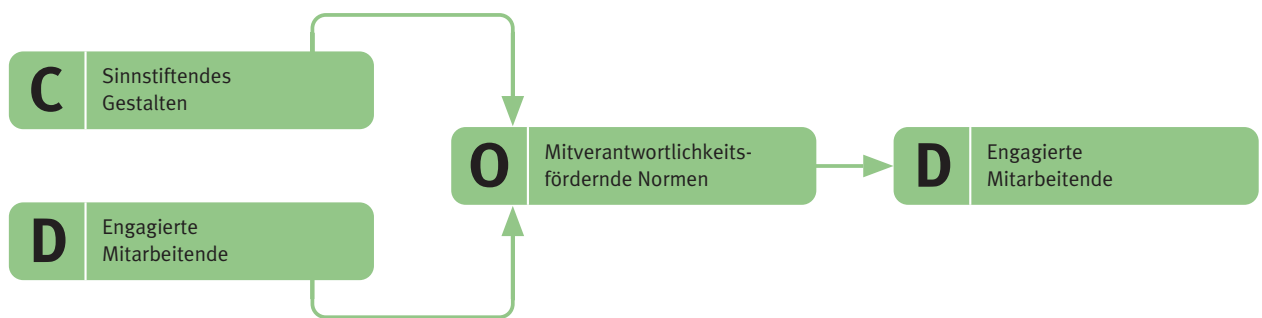 C
Sinnstiftendes
Gestalten
D
Engagierte
Mitarbeitende
O
Mitverantwortlichkeits-
fördernde Normen
D
Engagierte
Mitarbeitende